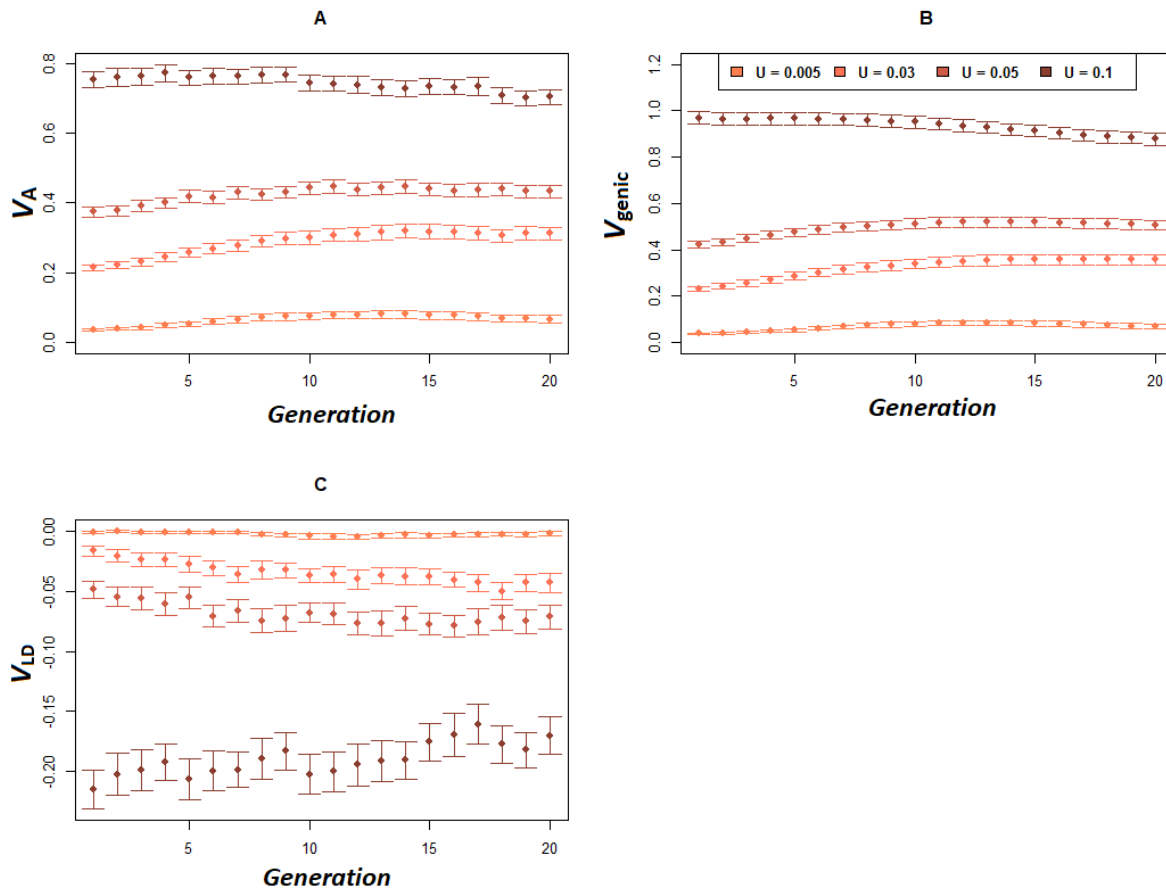 A
0.0 0.2 0.4 0.6 0.8
VA
5 10 15 20
Generation
B
U = 0.005 U = 0.03 U = 0.05 U = 0.1
0.0 0.2 0.4 0.6 0.8 1.0 1.2
Vgenic
5 10 15 20
Generation
C
-0.20 -0.15 -0.10 -0.05 0.00
VLD
5 10 15 20
Generation